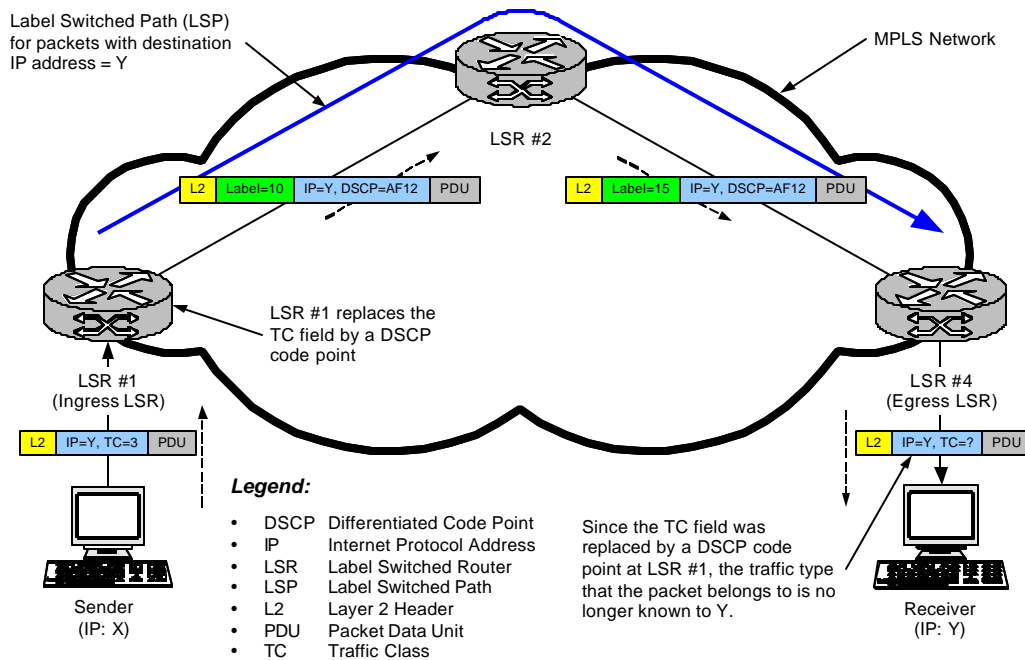 Label Switched Path (LSP)
for packets with destination
IP address = Y
MPLS Network
LSR #2
L2 Label=10 IP=Y, DSCP=AF12 PDU
L2 Label=15 IP=Y, DSCP=AF12 PDU
LSR #1 replaces the
TC field by a DSCP
code point
LSR #1
(Ingress LSR)
LSR #4
(Egress LSR)
L2 IP=Y, TC=3 PDU
L2 IP=Y, TC=? PDU
Legend:
• DSCP Differentiated Code Point
• IP Internet Protocol Address
• LSR Label Switched Router
• LSP Label Switched Path
• L2 Layer 2 Header
• PDU Packet Data Unit
• TC Traffic Class
Since the TC field was
replaced by a DSCP code
point at LSR #1, the traffic type
that the packet belongs to is no
longer known to Y.
Sender
(IP: X)
Receiver
(IP: Y)